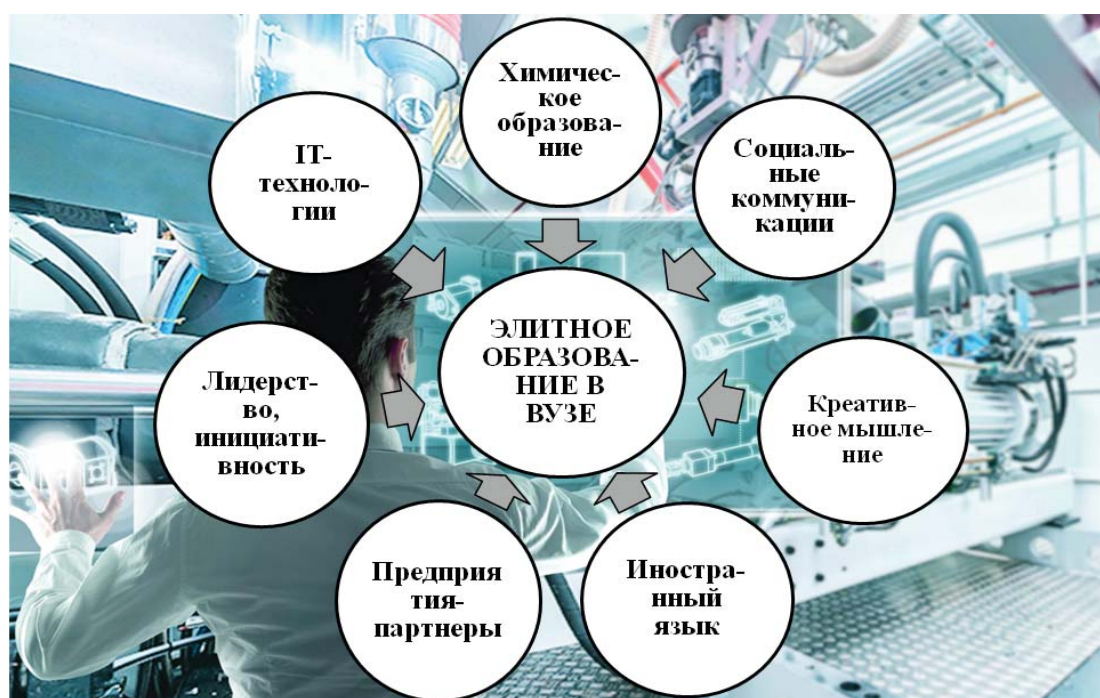 Химичес-
кое
образова-
ние
Социаль-
ные
коммуни-
кации
Креатив-
ное мышле-
ние
Иностра-
нный
язык
Предприя
тия-
партнеры
Лидерст-
во,
инициати-
вность
IT-
техноло-
гии
ЭЛИТНОЕ
ОБРАЗОВА-
НИЕ В
ВУЗЕ